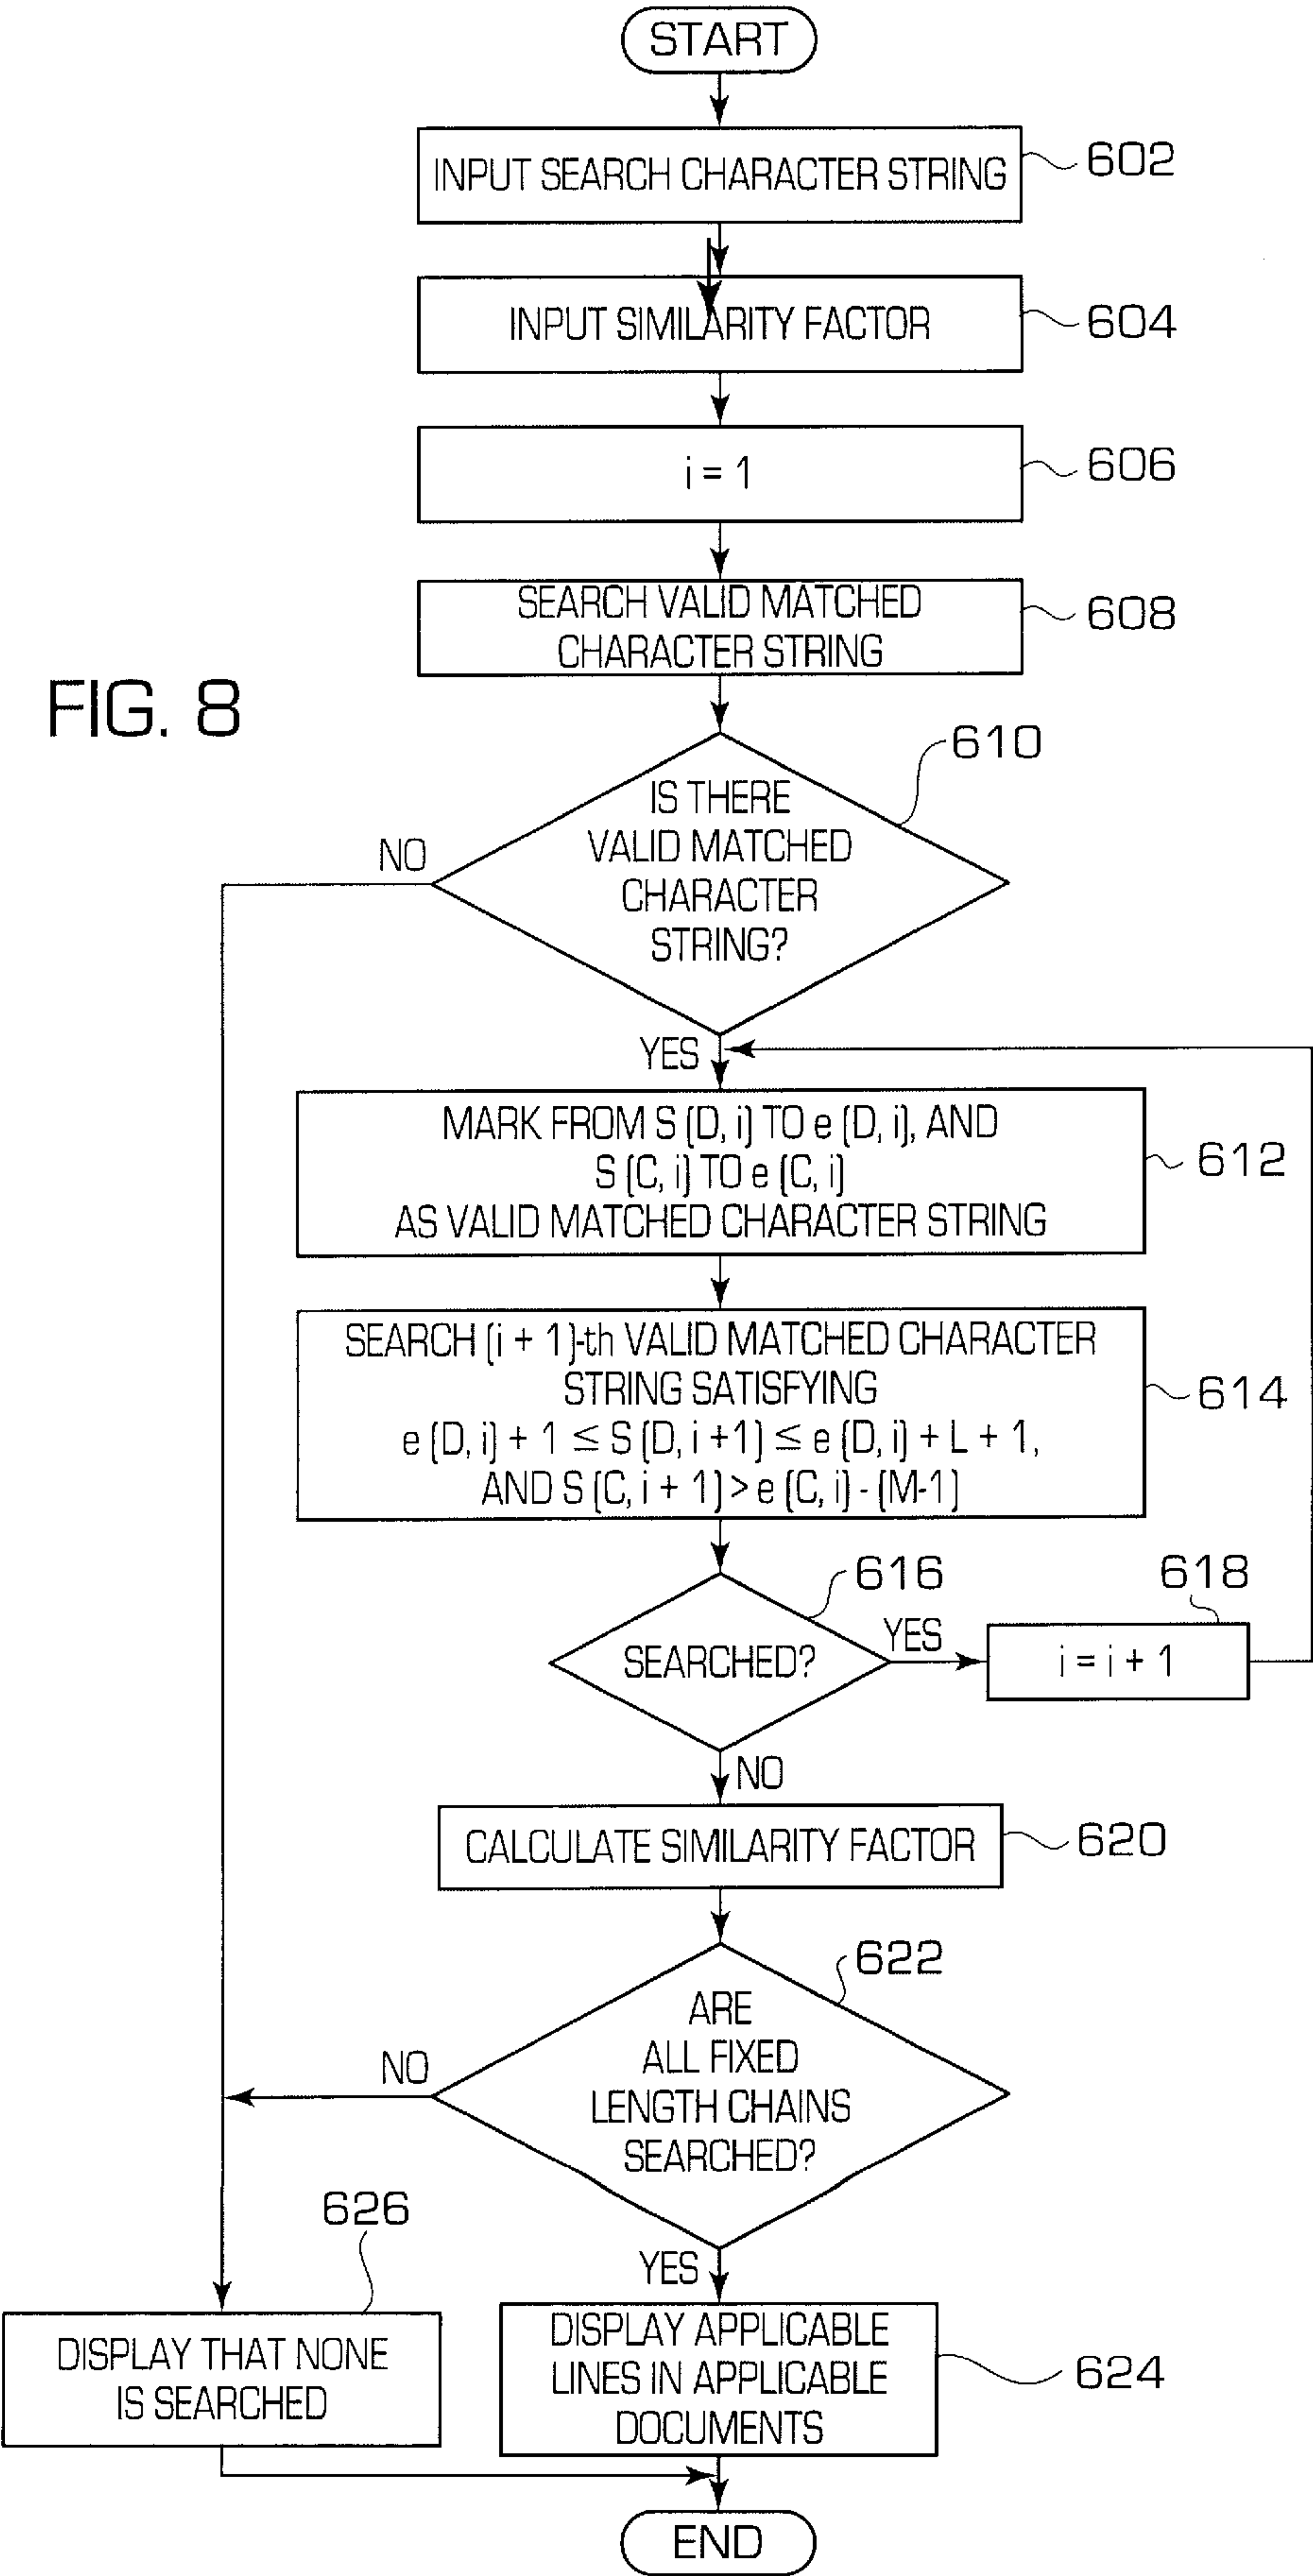 START
INPUT SEARCH CHARACTER STRING
602
INPUT SIMILARITY FACTOR
604
i = 1
606
SEARCH VALID MATCHED
CHARACTER STRING
608
FIG. 8
610
IS THERE
VALID MATCHED
CHARACTER
STRING?
NO
YES
MARK FROM S (D, i) TO e (D, i), AND
S (C, i) TO e (C, i)
AS VALID MATCHED CHARACTER STRING
612
SEARCH (i + 1)-th VALID MATCHED CHARACTER
STRING SATISFYING
e (D, i) + 1 ≤ S (D, i +1) ≤ e (D, i) + L + 1,
AND S (C, i + 1) > e (C, i) - (M-1)
614
616
SEARCHED?
YES
618
i = i + 1
NO
CALCULATE SIMILARITY FACTOR
620
622
ARE
ALL FIXED
LENGTH CHAINS
SEARCHED?
NO
YES
626
DISPLAY THAT NONE
IS SEARCHED
DISPLAY APPLICABLE
LINES IN APPLICABLE
DOCUMENTS
624
END